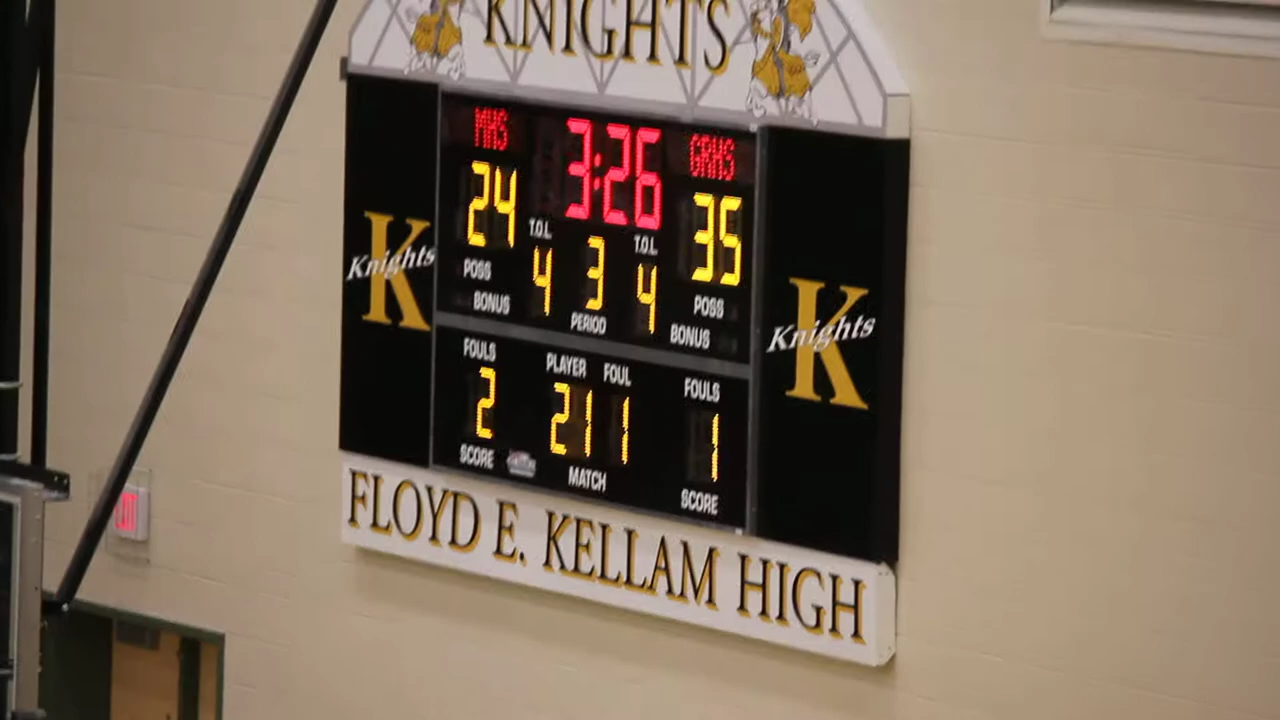 KNIGHTS
MHS 3:26 GRHS
24 35
T.O.L T.O.L
4 3 4
POSS POSS
BONUS PERIOD BONUS
FOULS PLAYER FOUL FOULS
2 21 1 1
SCORE MATCH SCORE
K Knights
K Knights
FLOYD E. KELLAM HIGH
EXIT